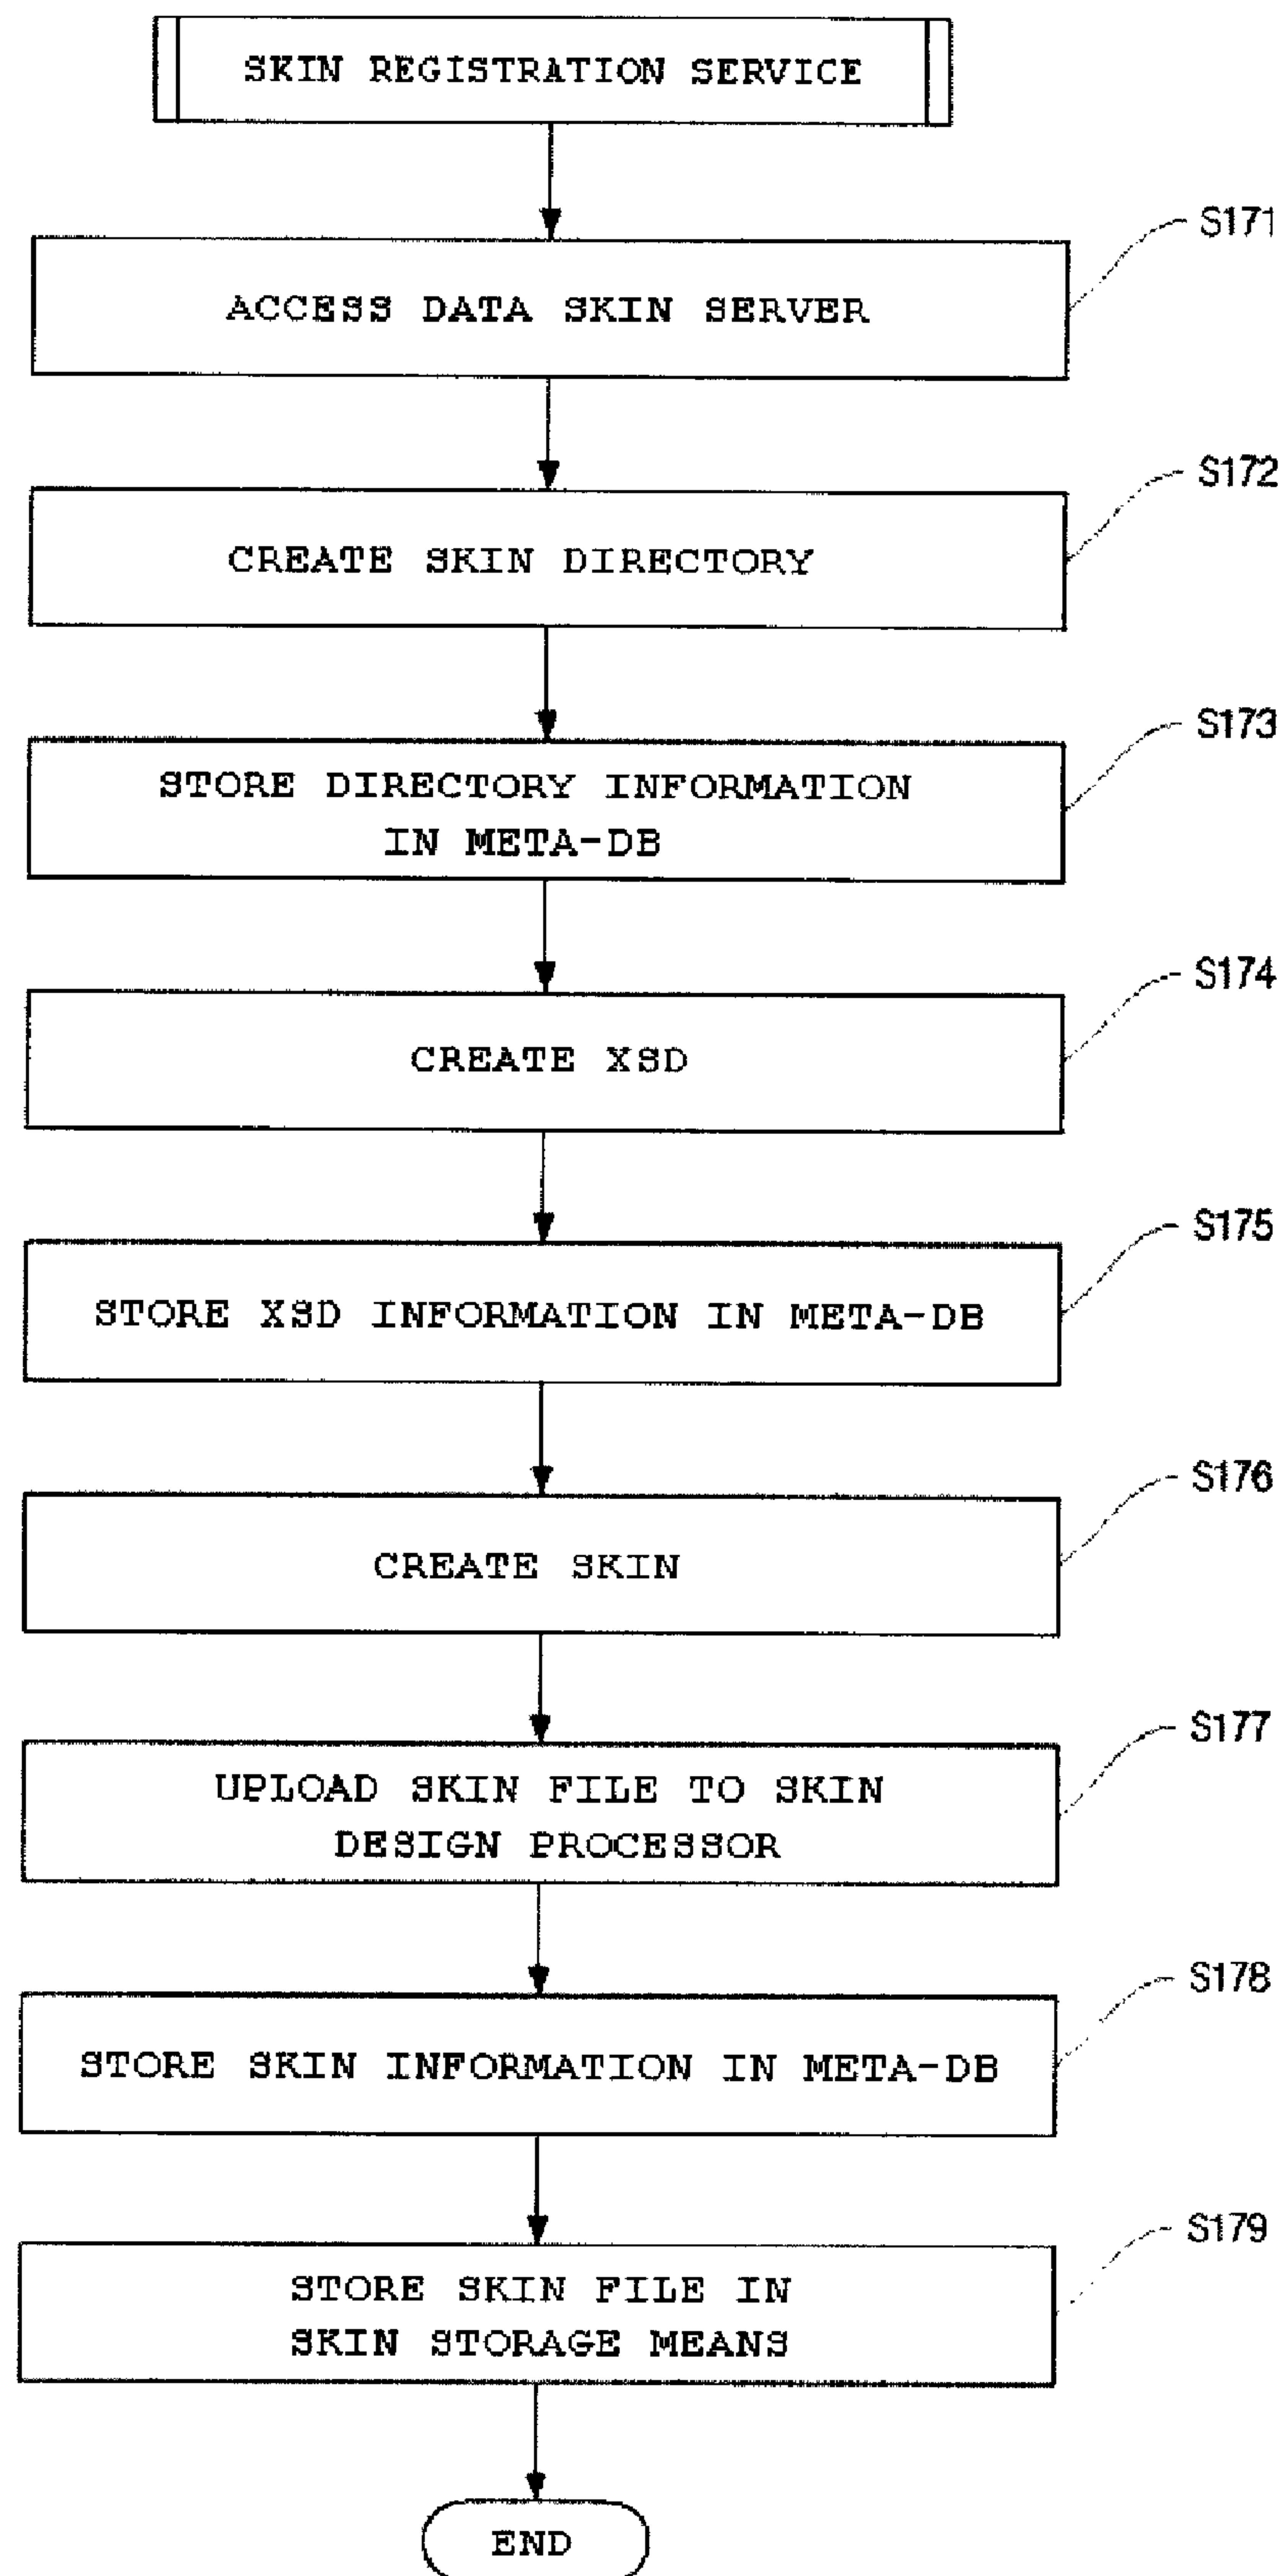 SKIN REGISTRATION SERVICE
S171
ACCESS DATA SKIN SERVER
S172
CREATE SKIN DIRECTORY
S173
STORE DIRECTORY INFORMATION
IN META-DB
S174
CREATE XSD
S175
STORE XSD INFORMATION IN META-DB
S176
CREATE SKIN
S177
UPLOAD SKIN FILE TO SKIN
DESIGN PROCESSOR
S178
STORE SKIN INFORMATION IN META-DB
S179
STORE SKIN FILE IN
SKIN STORAGE MEANS
END